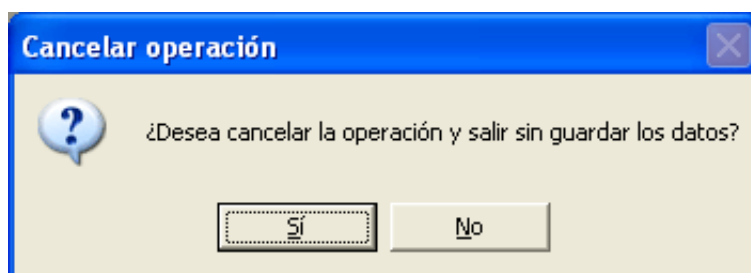 Cancelar operación
¿Desea cancelar la operación y salir sin guardar los datos?
Sí
No